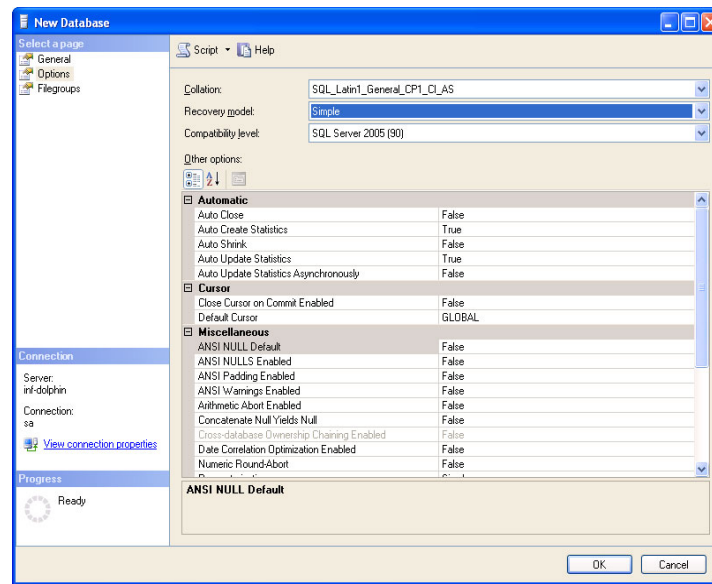 New Database
Select a page
General
Options
Filegroups
Script
Help
Collation: SQL_Latin1_General_CP1_CI_AS
Recovery model: Simple
Compatibility level: SQL Server 2005 (90)
Other options:
Automatic
Auto Close False
Auto Create Statistics True
Auto Shrink False
Auto Update Statistics True
Auto Update Statistics Asynchronously False
Cursor
Close Cursor on Commit Enabled False
Default Cursor GLOBAL
Miscellaneous
ANSI NULL Default False
ANSI NULLS Enabled False
ANSI Padding Enabled False
ANSI Warnings Enabled False
Arithmetic Abort Enabled False
Concatenate Null Yields Null False
Cross-database Ownership Chaining Enabled False
Date Correlation Optimization Enabled False
Numeric Round-Abort False
ANSI NULL Default
Connection
Server:
inf-dolphin
Connection:
sa
View connection properties
Progress
Ready
OK Cancel